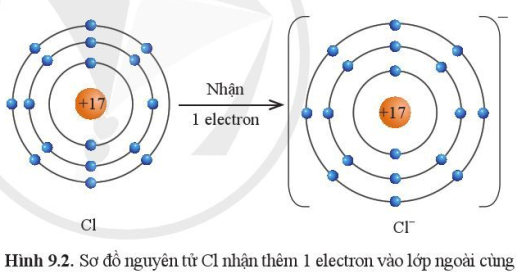 +17
Nhận
1 electron
+17
−
Cl
Cl⁻
Hình 9.2. Sơ đồ nguyên tử Cl nhận thêm 1 electron vào lớp ngoài cùng